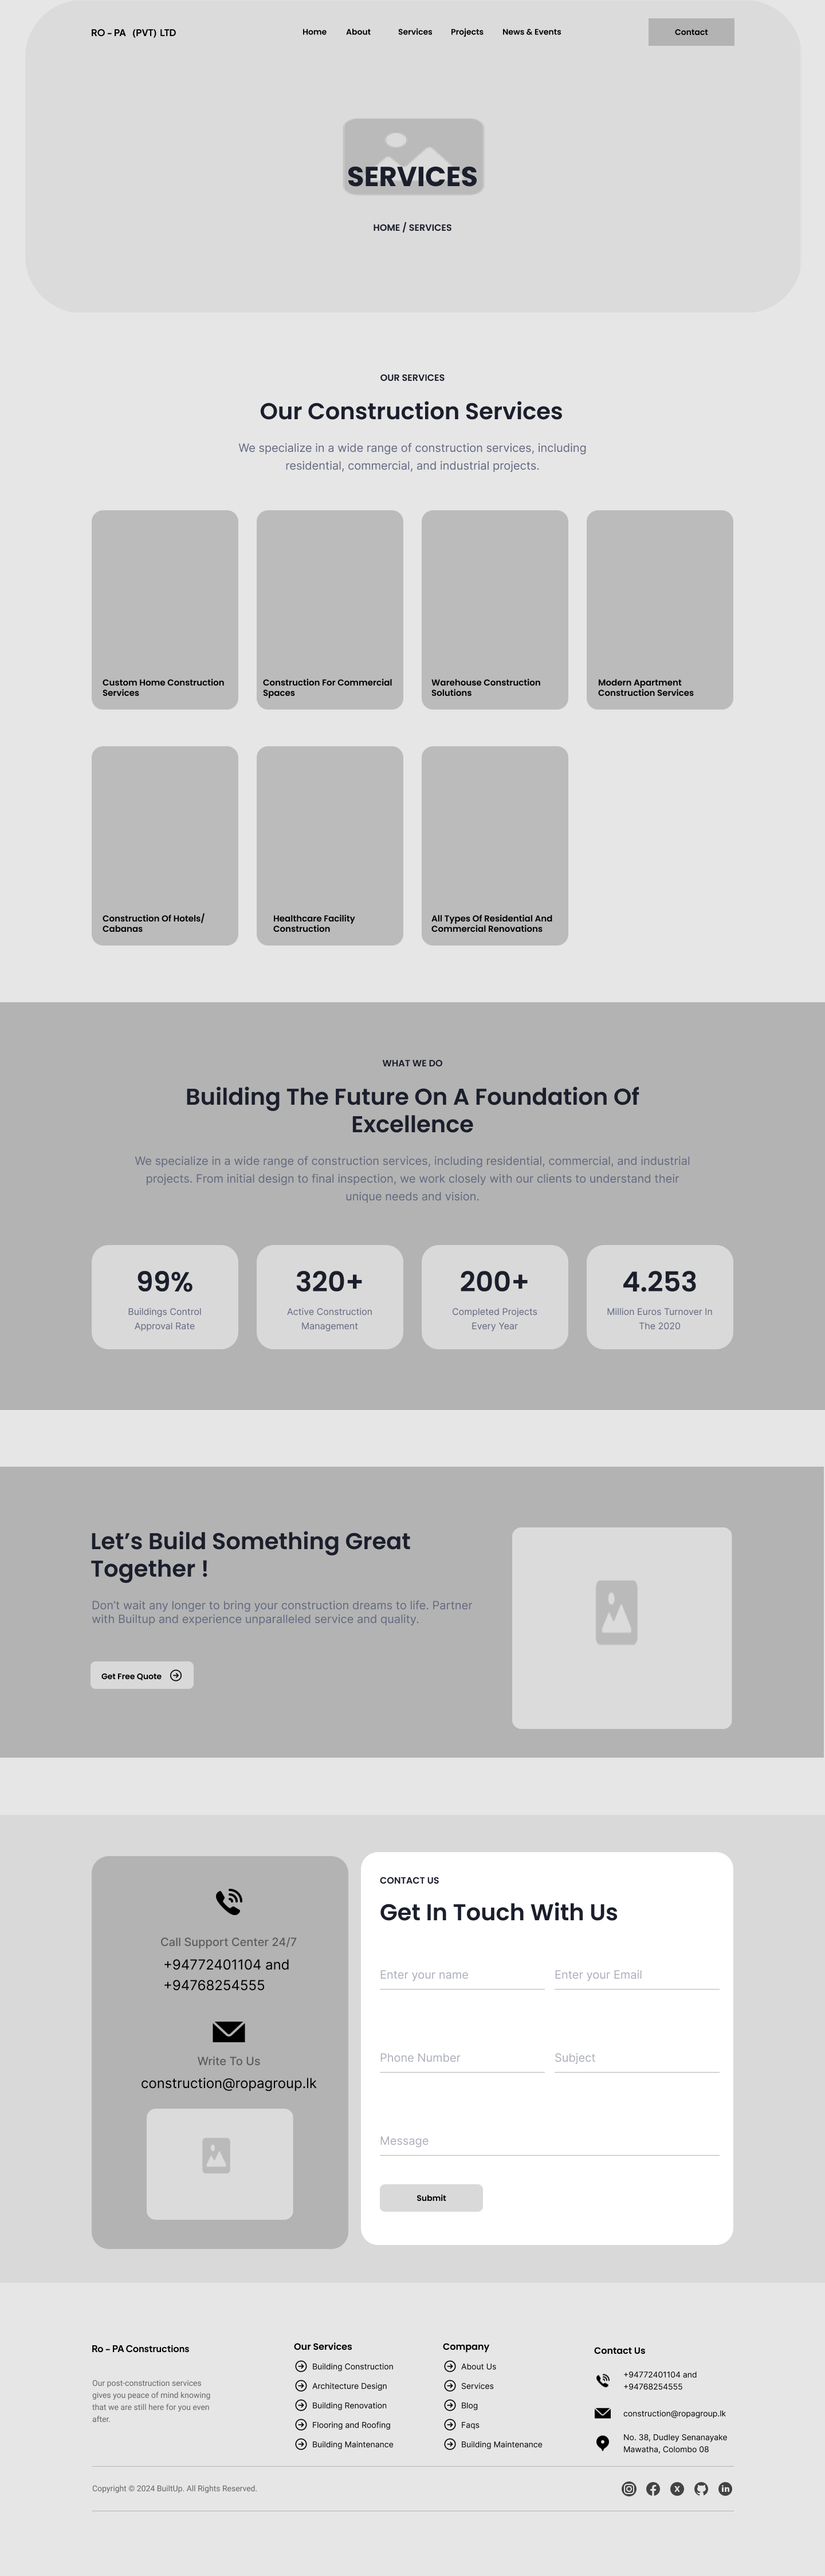 RO - PA (PVT) LTD
Home About Services Projects News & Events
Contact
SERVICES
HOME / SERVICES
OUR SERVICES
Our Construction Services
We specialize in a wide range of construction services, including
residential, commercial, and industrial projects.
Custom Home Construction
Services
Construction For Commercial
Spaces
Warehouse Construction
Solutions
Modern Apartment
Construction Services
Construction Of Hotels/
Cabanas
Healthcare Facility
Construction
All Types Of Residential And
Commercial Renovations
WHAT WE DO
Building The Future On A Foundation Of
Excellence
We specialize in a wide range of construction services, including residential, commercial, and industrial
projects. From initial design to final inspection, we work closely with our clients to understand their
unique needs and vision.
99%
Buildings Control
Approval Rate
320+
Active Construction
Management
200+
Completed Projects
Every Year
4.253
Million Euros Turnover In
The 2020
Let's Build Something Great
Together !
Don't wait any longer to bring your construction dreams to life. Partner
with Builtup and experience unparalleled service and quality.
Get Free Quote
Call Support Center 24/7
+94772401104 and
+94768254555
Write To Us
construction@ropagroup.lk
CONTACT US
Get In Touch With Us
Enter your name
Enter your Email
Phone Number
Subject
Message
Submit
Ro - PA Constructions
Our post-construction services
gives you peace of mind knowing
that we are still here for you even
after.
Our Services
Building Construction
Architecture Design
Building Renovation
Flooring and Roofing
Building Maintenance
Company
About Us
Services
Blog
Faqs
Building Maintenance
Contact Us
+94772401104 and
+94768254555
construction@ropagroup.lk
No. 38, Dudley Senanayake
Mawatha, Colombo 08
Copyright © 2024 BuiltUp. All Rights Reserved.